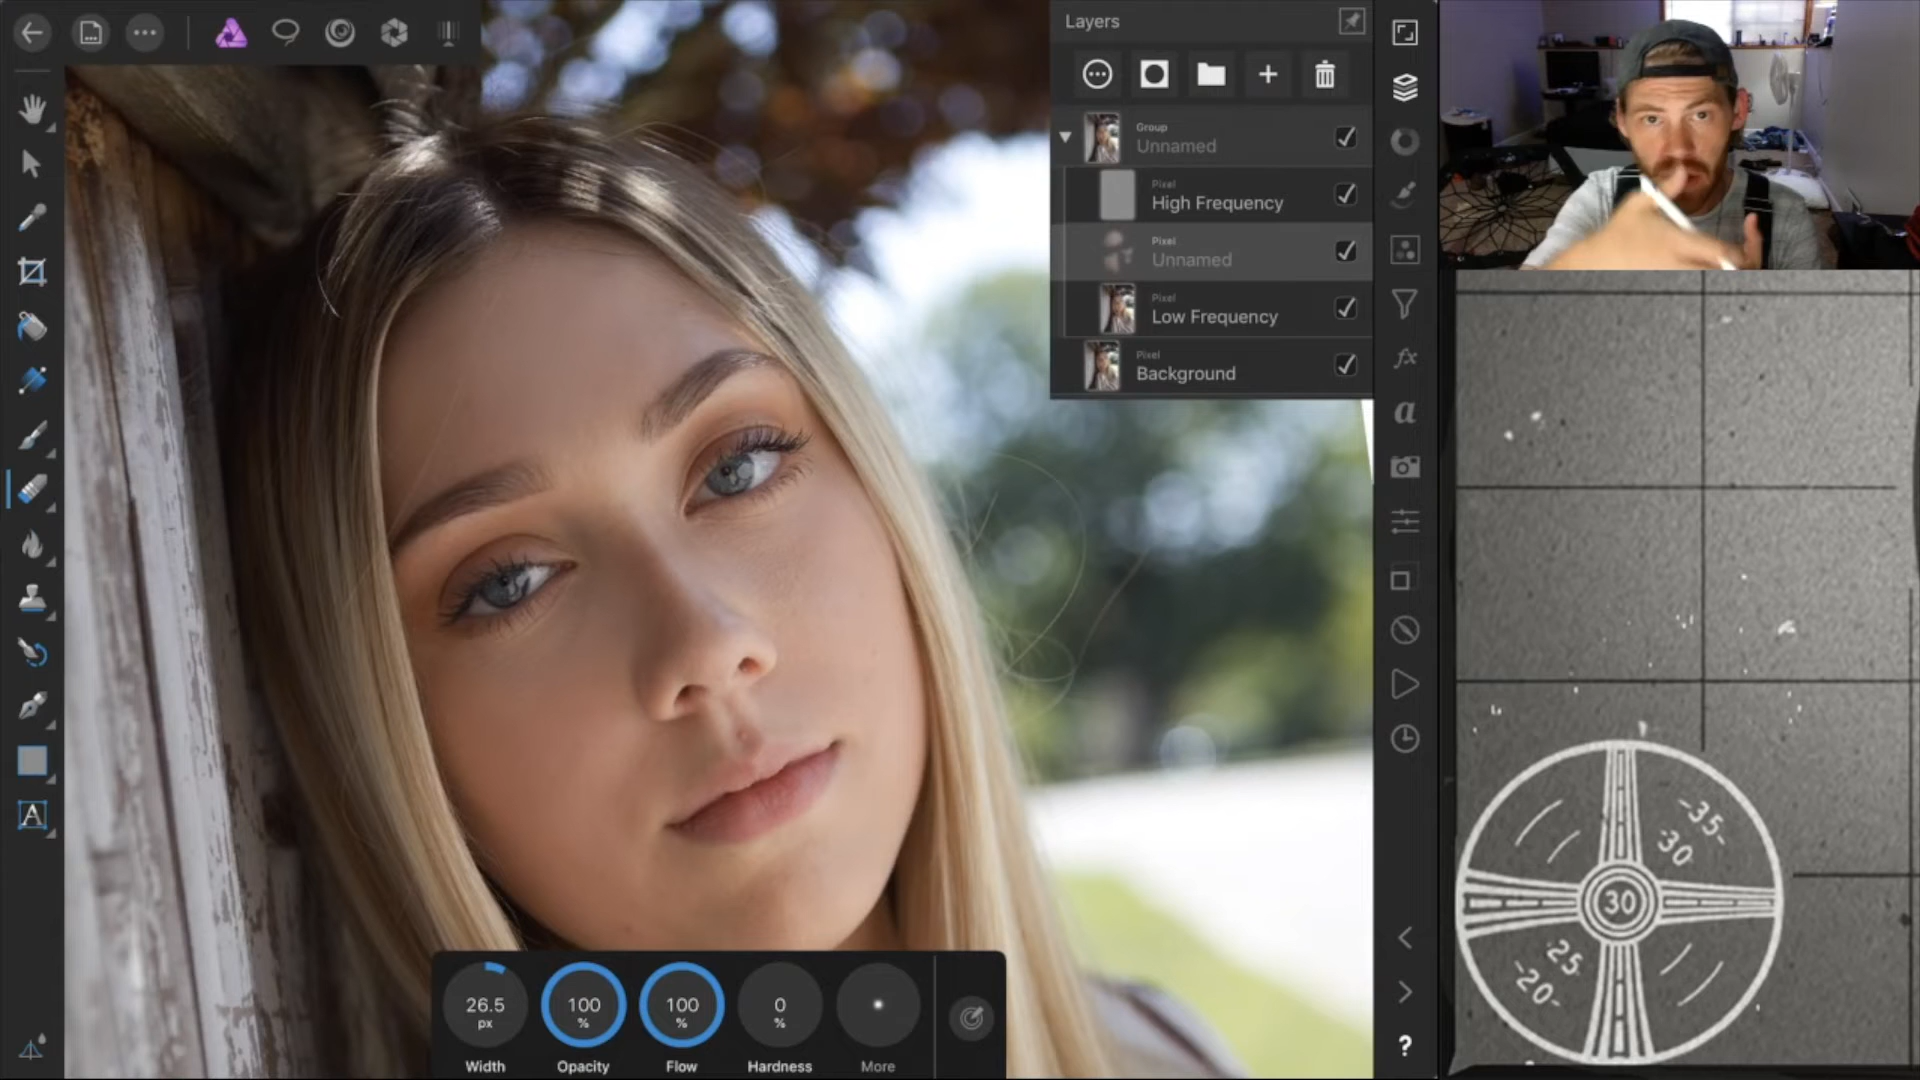 Layers
Group
Unnamed
Pixel
High Frequency
Pixel
Unnamed
Pixel
Low Frequency
Pixel
Background
fx
a
A
26.5
px
Width
100
%
Opacity
100
%
Flow
0
%
Hardness
More
?
-35-
-30-
30
-25-
-20-